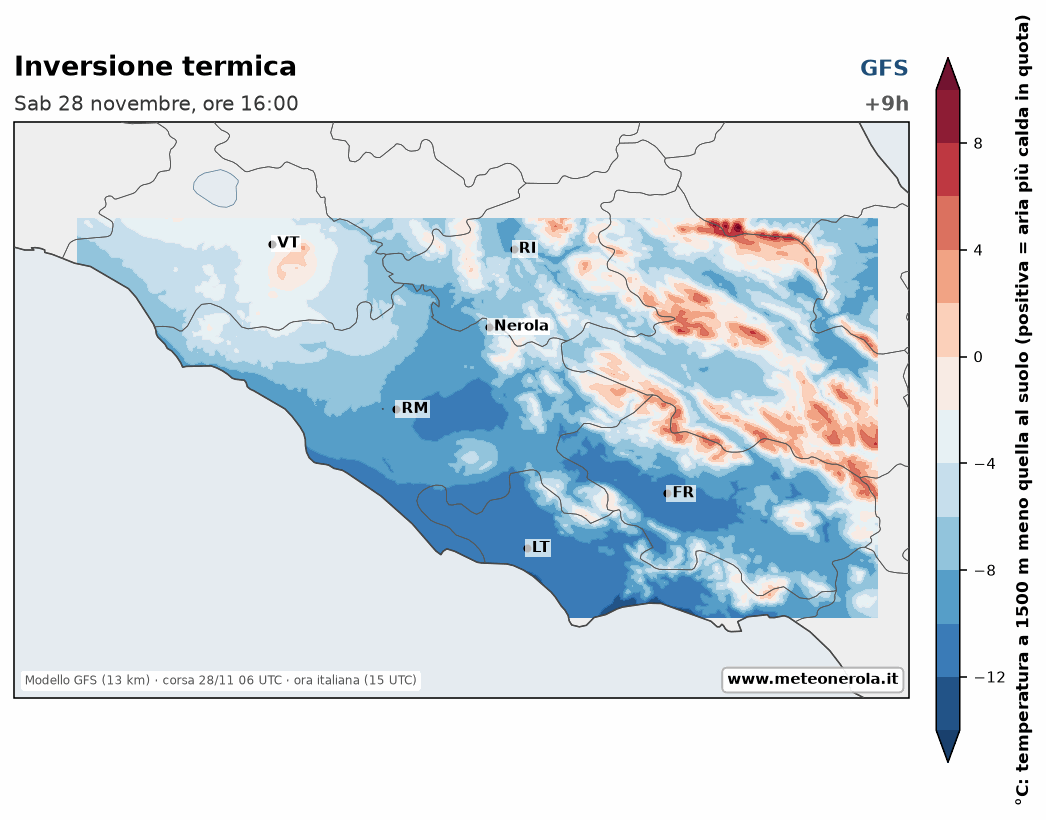 Inversione termica
GFS
Sab 28 novembre, ore 16:00
+9h
VT
RI
Nerola
RM
FR
LT
8
4
0
−4
−8
−12
°C: temperatura a 1500 m meno quella al suolo (positiva = aria più calda in quota)
Modello GFS (13 km) · corsa 28/11 06 UTC · ora italiana (15 UTC)
www.meteonerola.it